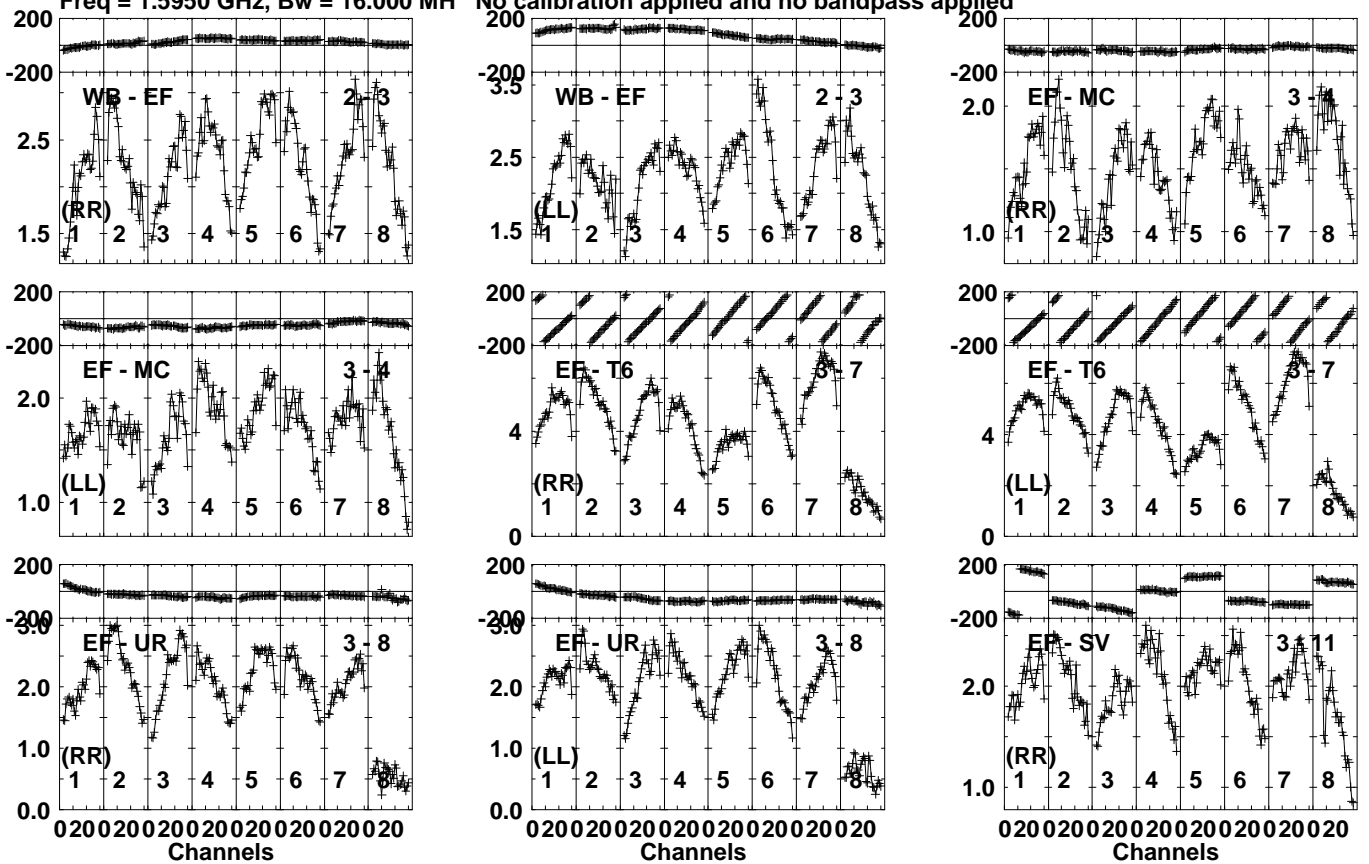 Freq = 1.5950 GHz, Bw = 16.000 MH No calibration applied and no bandpass applied
200
-200
WB - EF 2 - 3
2.5
1.5
(RR)
1 2 3 4 5 6 7 8
-200
3.5
WB - EF 2 - 3
2.5
1.5
(LL)
1 2 3 4 5 6 7 8
200
-200
2.0
EF - MC 3 - 4
1.0
(RR)
1 2 3 4 5 6 7 8
200
-200
EF - MC 3 - 4
2.0
1.0
(LL)
1 2 3 4 5 6 7 8
200
-200
EF - T6 3 - 7
4
0
(RR)
1 2 3 4 5 6 7 8
200
-200
EF - T6 3 - 7
4
0
(LL)
1 2 3 4 5 6 7 8
200
-200
3.0
EF - UR 3 - 8
2.0
1.0
0.0
(RR)
1 2 3 4 5 6 7 8
0 20 0 20 0 20 0 20 0 20 0 20 0 20 0 20
Channels
200
-200
3.0
EF - UR 3 - 8
2.0
1.0
0.0
(LL)
1 2 3 4 5 6 7 8
0 20 0 20 0 20 0 20 0 20 0 20 0 20 0 20
Channels
200
-200
EF - SV 3 - 11
2.0
1.0
(RR)
1 2 3 4 5 6 7 8
0 20 0 20 0 20 0 20 0 20 0 20 0 20 0 20
Channels